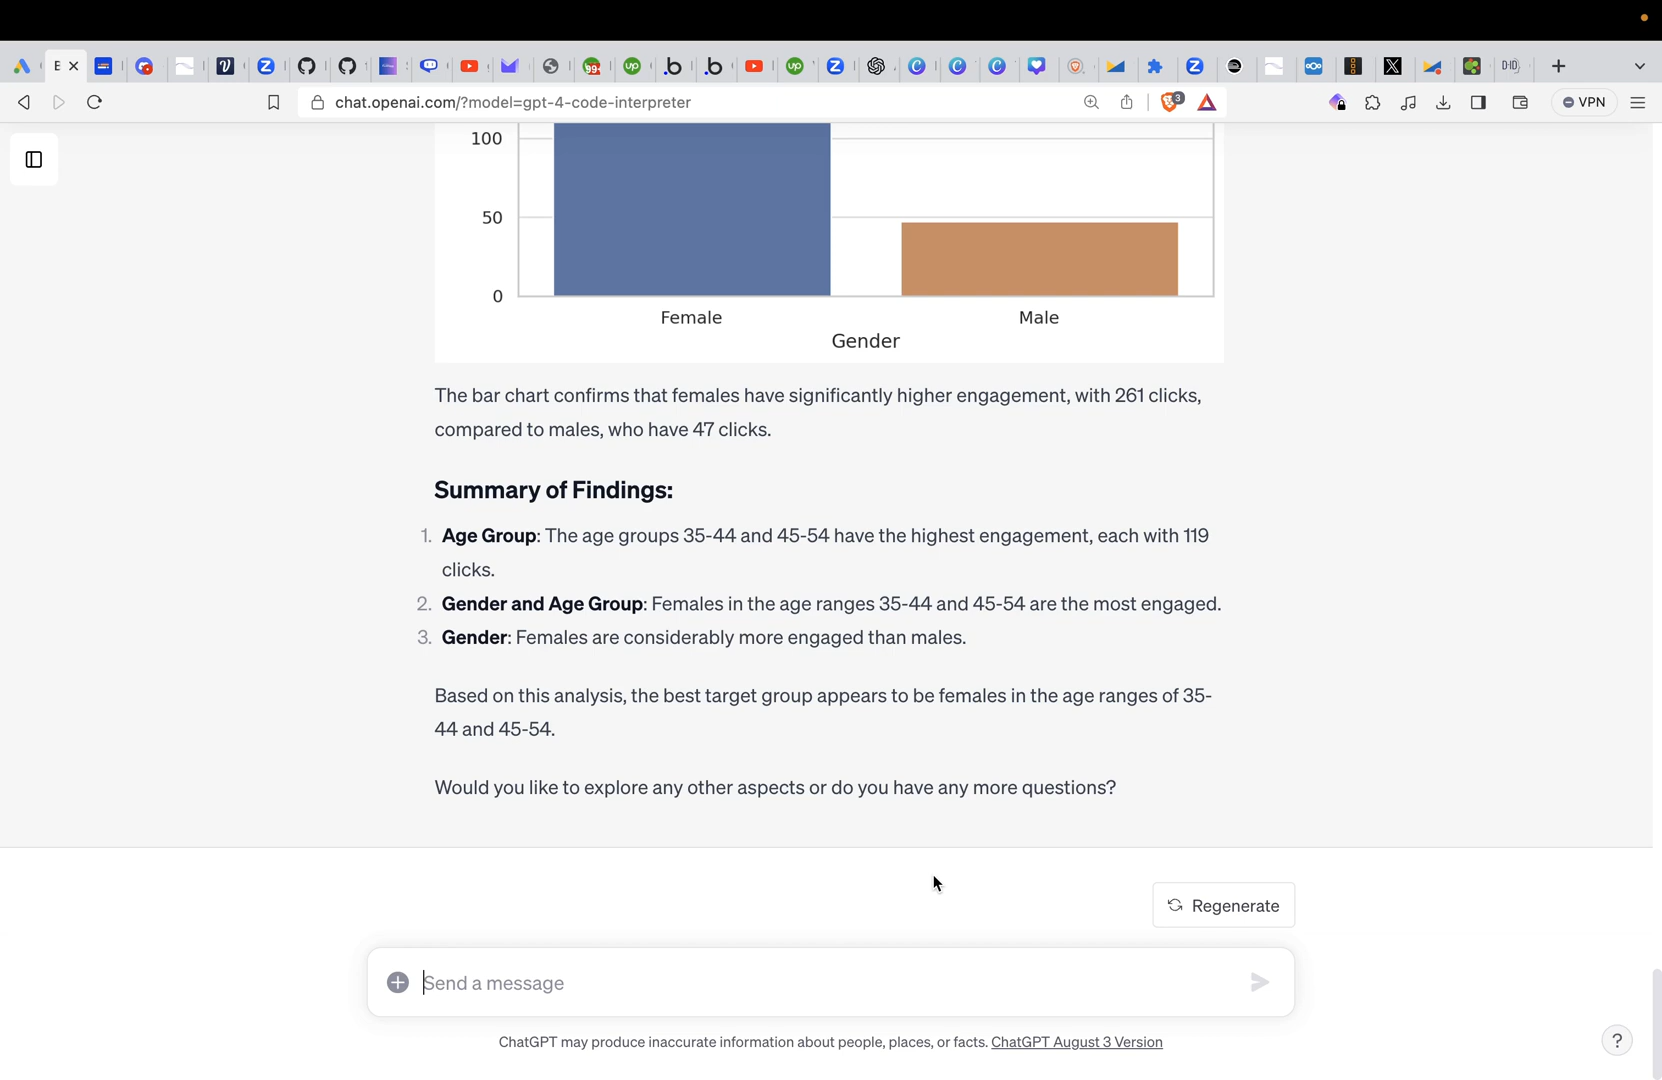 E
99+
up
up
D·ID
chat.openai.com/?model=gpt-4-code-interpreter
3
VPN
100
50
0
Female
Male
Gender
The bar chart confirms that females have significantly higher engagement, with 261 clicks,
compared to males, who have 47 clicks.
Summary of Findings:
1. Age Group: The age groups 35-44 and 45-54 have the highest engagement, each with 119
clicks.
2. Gender and Age Group: Females in the age ranges 35-44 and 45-54 are the most engaged.
3. Gender: Females are considerably more engaged than males.
Based on this analysis, the best target group appears to be females in the age ranges of 35-
44 and 45-54.
Would you like to explore any other aspects or do you have any more questions?
Regenerate
Send a message
ChatGPT may produce inaccurate information about people, places, or facts. ChatGPT August 3 Version
?